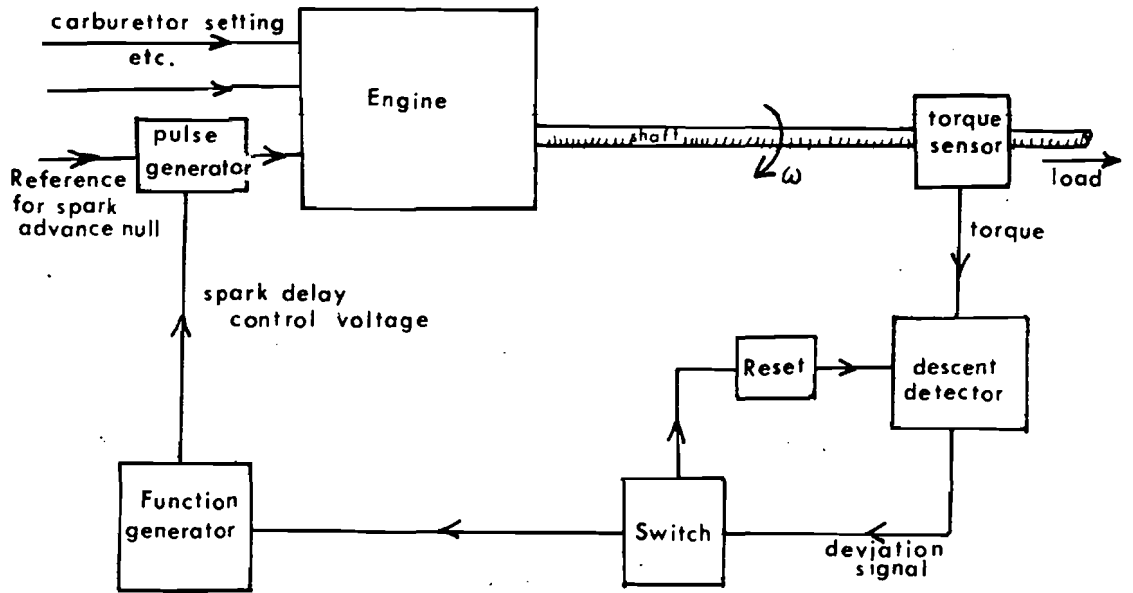 carburettor setting
etc.
Engine
pulse
generator
Reference
for spark
advance null
shaft
ω
torque
sensor
load
torque
spark delay
control voltage
Reset
descent
detector
Function
generator
Switch
deviation
signal